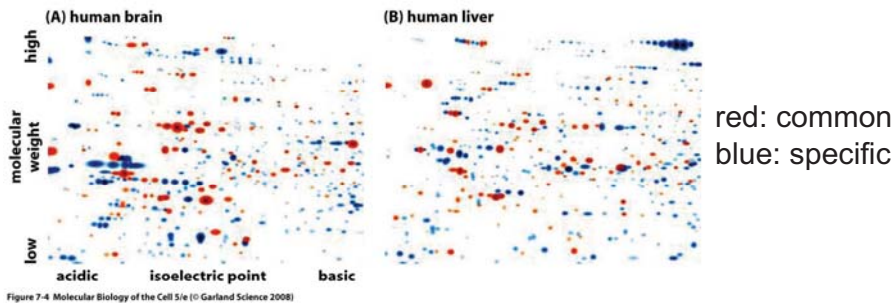 (A) human brain
(B) human liver
high
molecular
weight
low
acidic
isoelectric point
basic
red: common
blue: specific
Figure 7-4 Molecular Biology of the Cell 5/e (© Garland Science 2008)